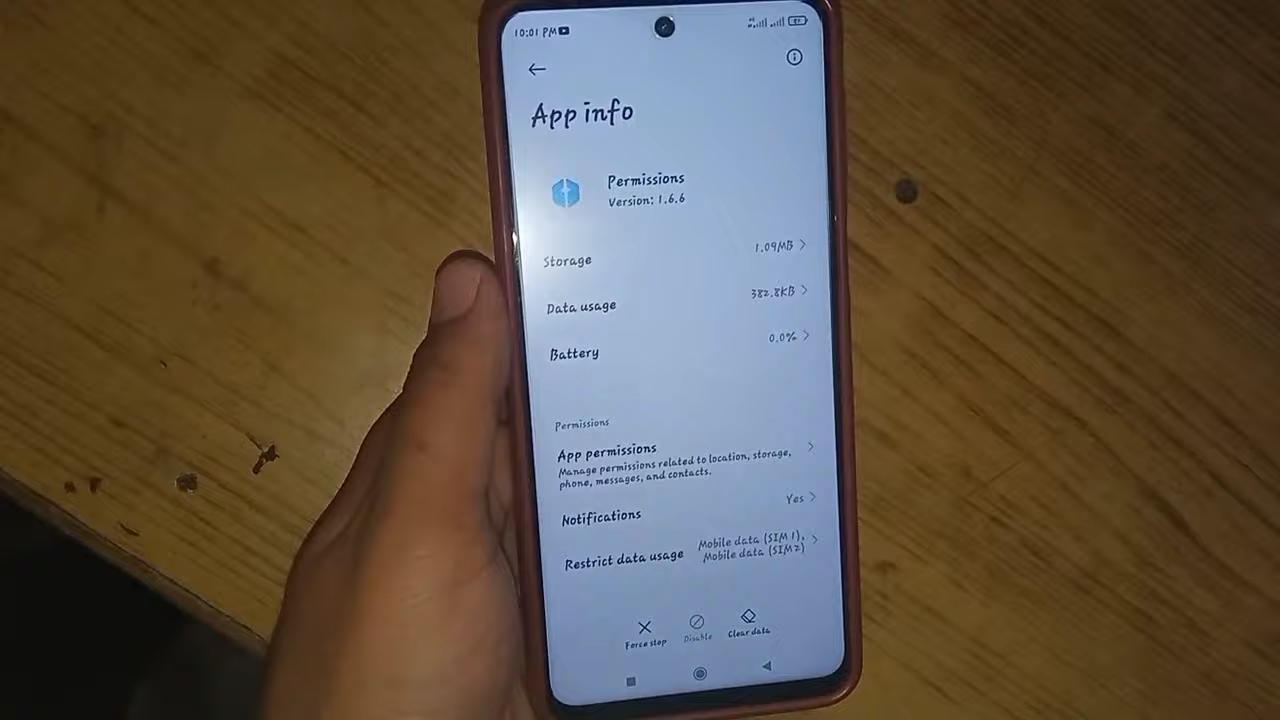 10:01 PM
App info
Permissions
Version: 1.6.6
Storage 1.09MB
Data usage 382.8KB
Battery 0.0%
Permissions
App permissions
Manage permissions related to location, storage,
phone, messages, and contacts.
Notifications Yes
Restrict data usage Mobile data (SIM 1),
Mobile data (SIM 2)
Force stop Disable Clear data